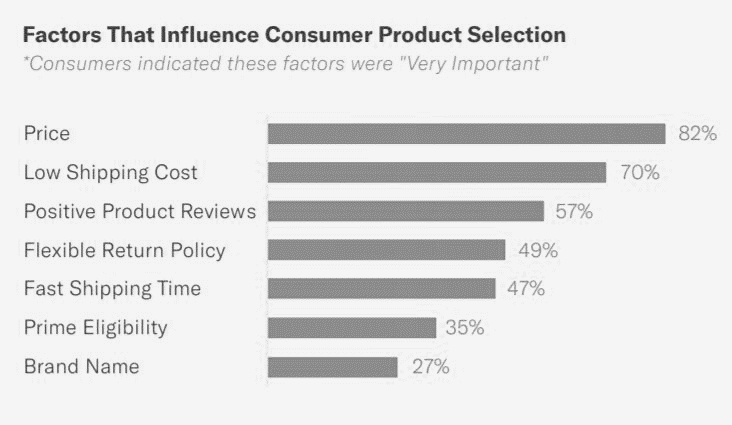 Factors That Influence Consumer Product Selection
*Consumers indicated these factors were "Very Important"
Price 82%
Low Shipping Cost 70%
Positive Product Reviews 57%
Flexible Return Policy 49%
Fast Shipping Time 47%
Prime Eligibility 35%
Brand Name 27%